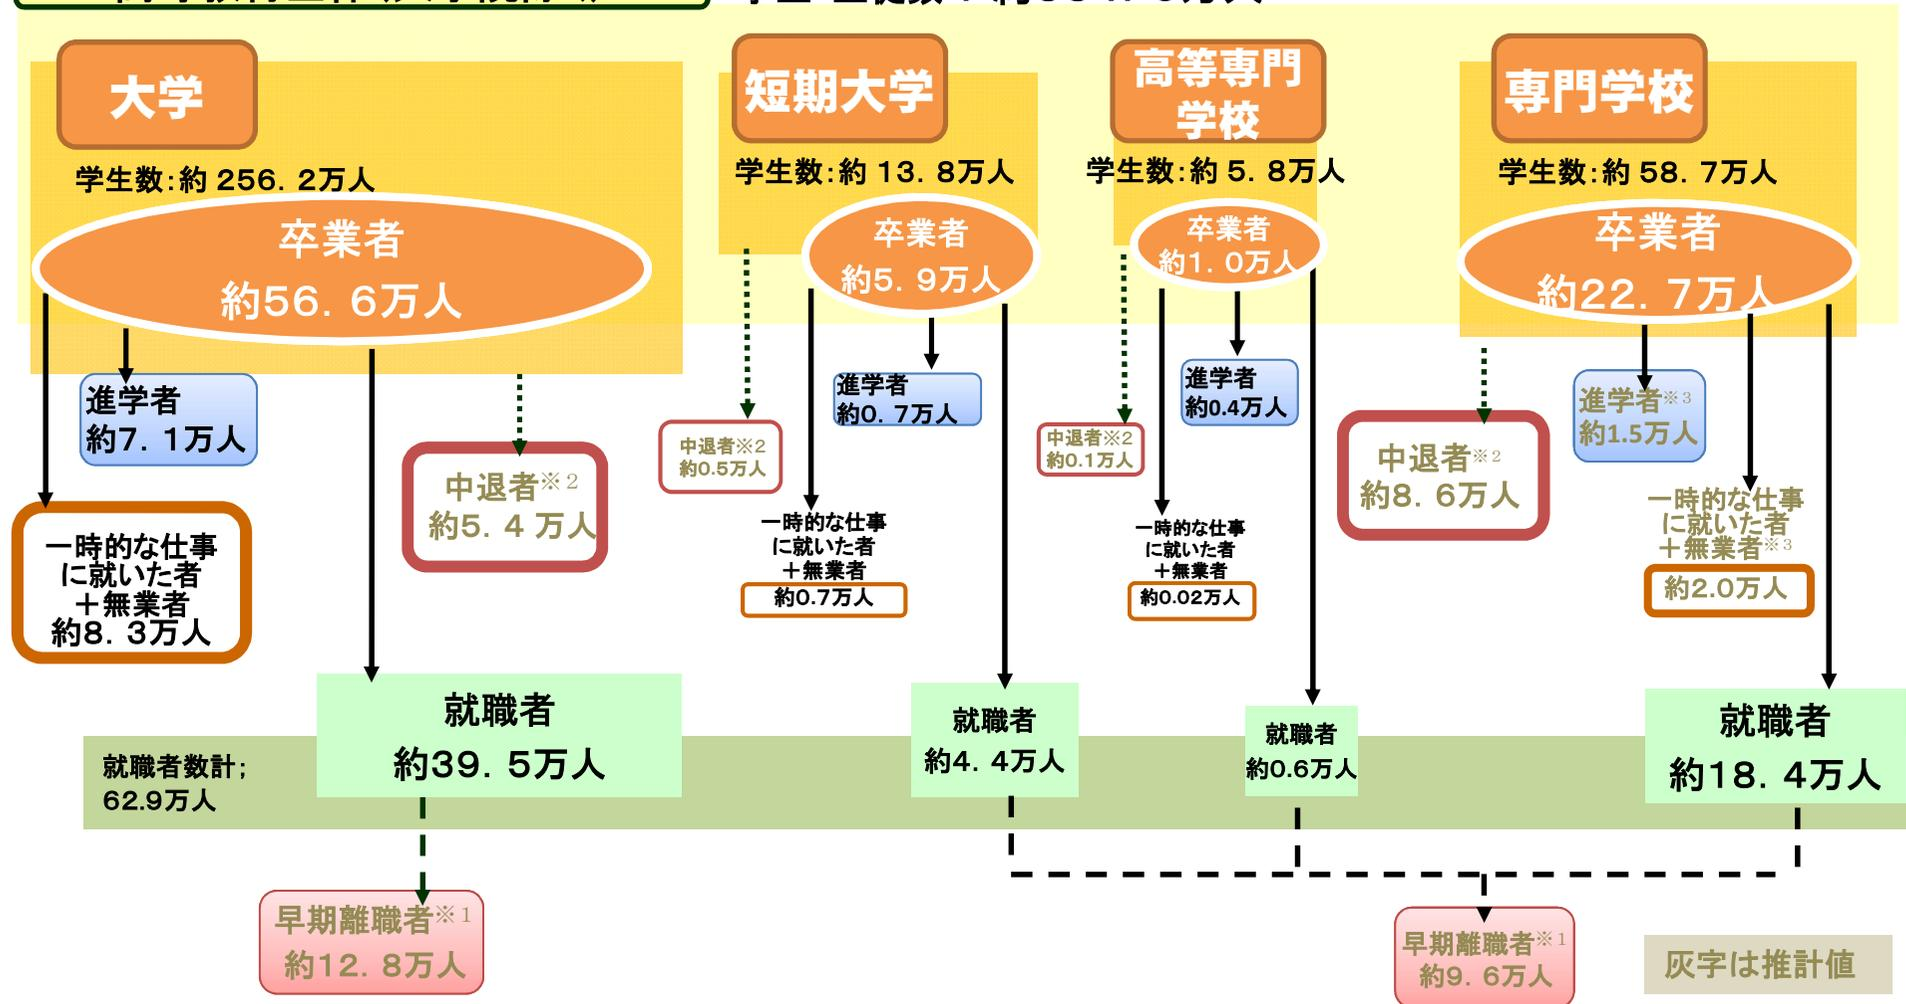 大学
学生数：約 256. 2万人
卒業者
約56. 6万人
進学者
約7. 1万人
一時的な仕事
に就いた者
＋無業者
約8. 3万人
中退者※2
約5. 4 万人
短期大学
学生数：約 13. 8万人
卒業者
約5. 9万人
中退者※2
約0.5万人
進学者
約0. 7万人
一時的な仕事
に就いた者
＋無業者
約0.7万人
高等専門
学校
学生数：約 5. 8万人
卒業者
約1. 0万人
中退者※2
約0.1万人
進学者
約0.4万人
一時的な仕事
に就いた者
＋無業者
約0.02万人
専門学校
学生数：約 58. 7万人
卒業者
約22. 7万人
中退者※2
約8. 6万人
進学者※3
約1.5万人
一時的な仕事
に就いた者
＋無業者※3
約2.0万人
就職者数計；
62.9万人
就職者
約39. 5万人
就職者
約4. 4万人
就職者
約0.6万人
就職者
約18. 4万人
早期離職者※1
約12. 8万人
早期離職者※1
約9. 6万人
灰字は推計値